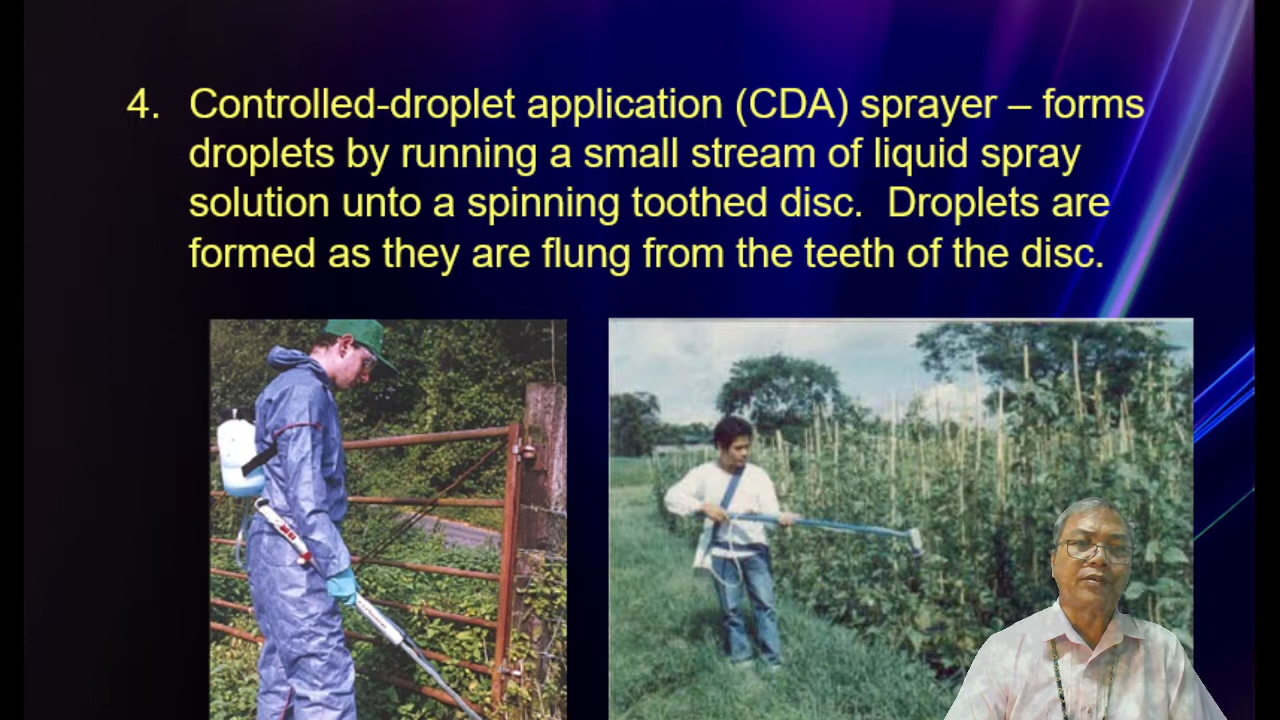 4. Controlled-droplet application (CDA) sprayer – forms
droplets by running a small stream of liquid spray
solution unto a spinning toothed disc.  Droplets are
formed as they are flung from the teeth of the disc.